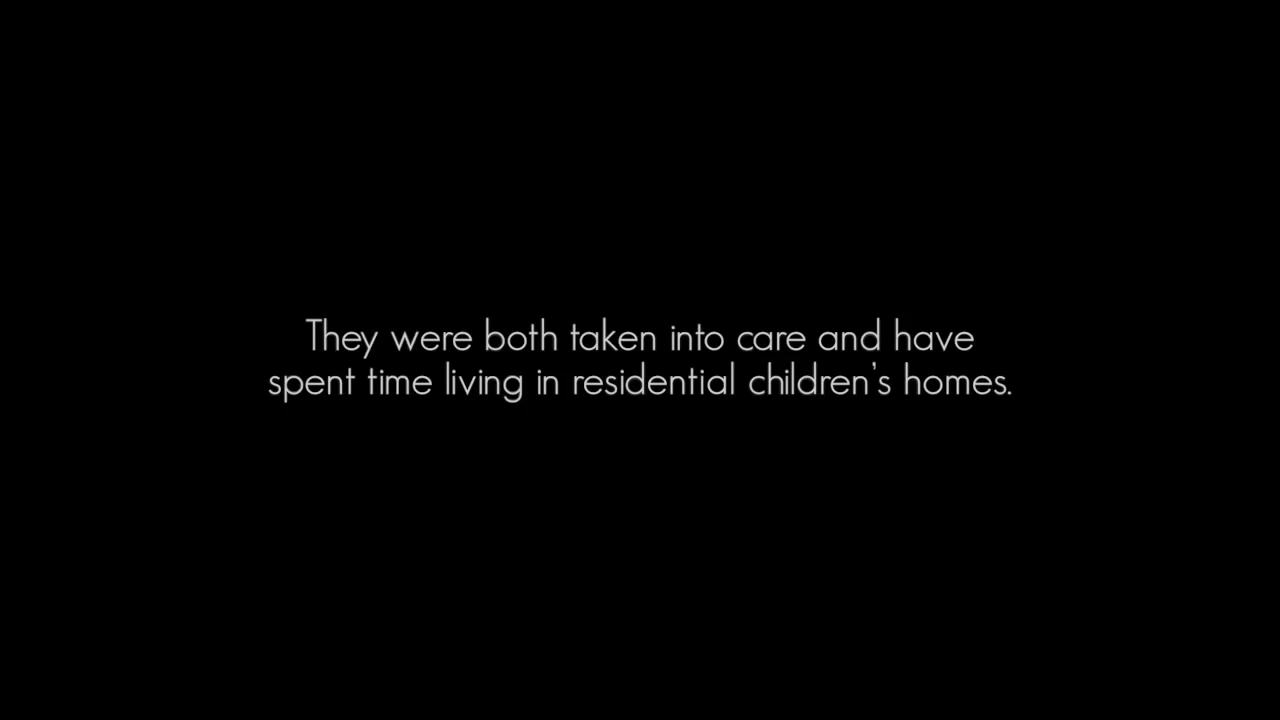 They were both taken into care and have
spent time living in residential children's homes.